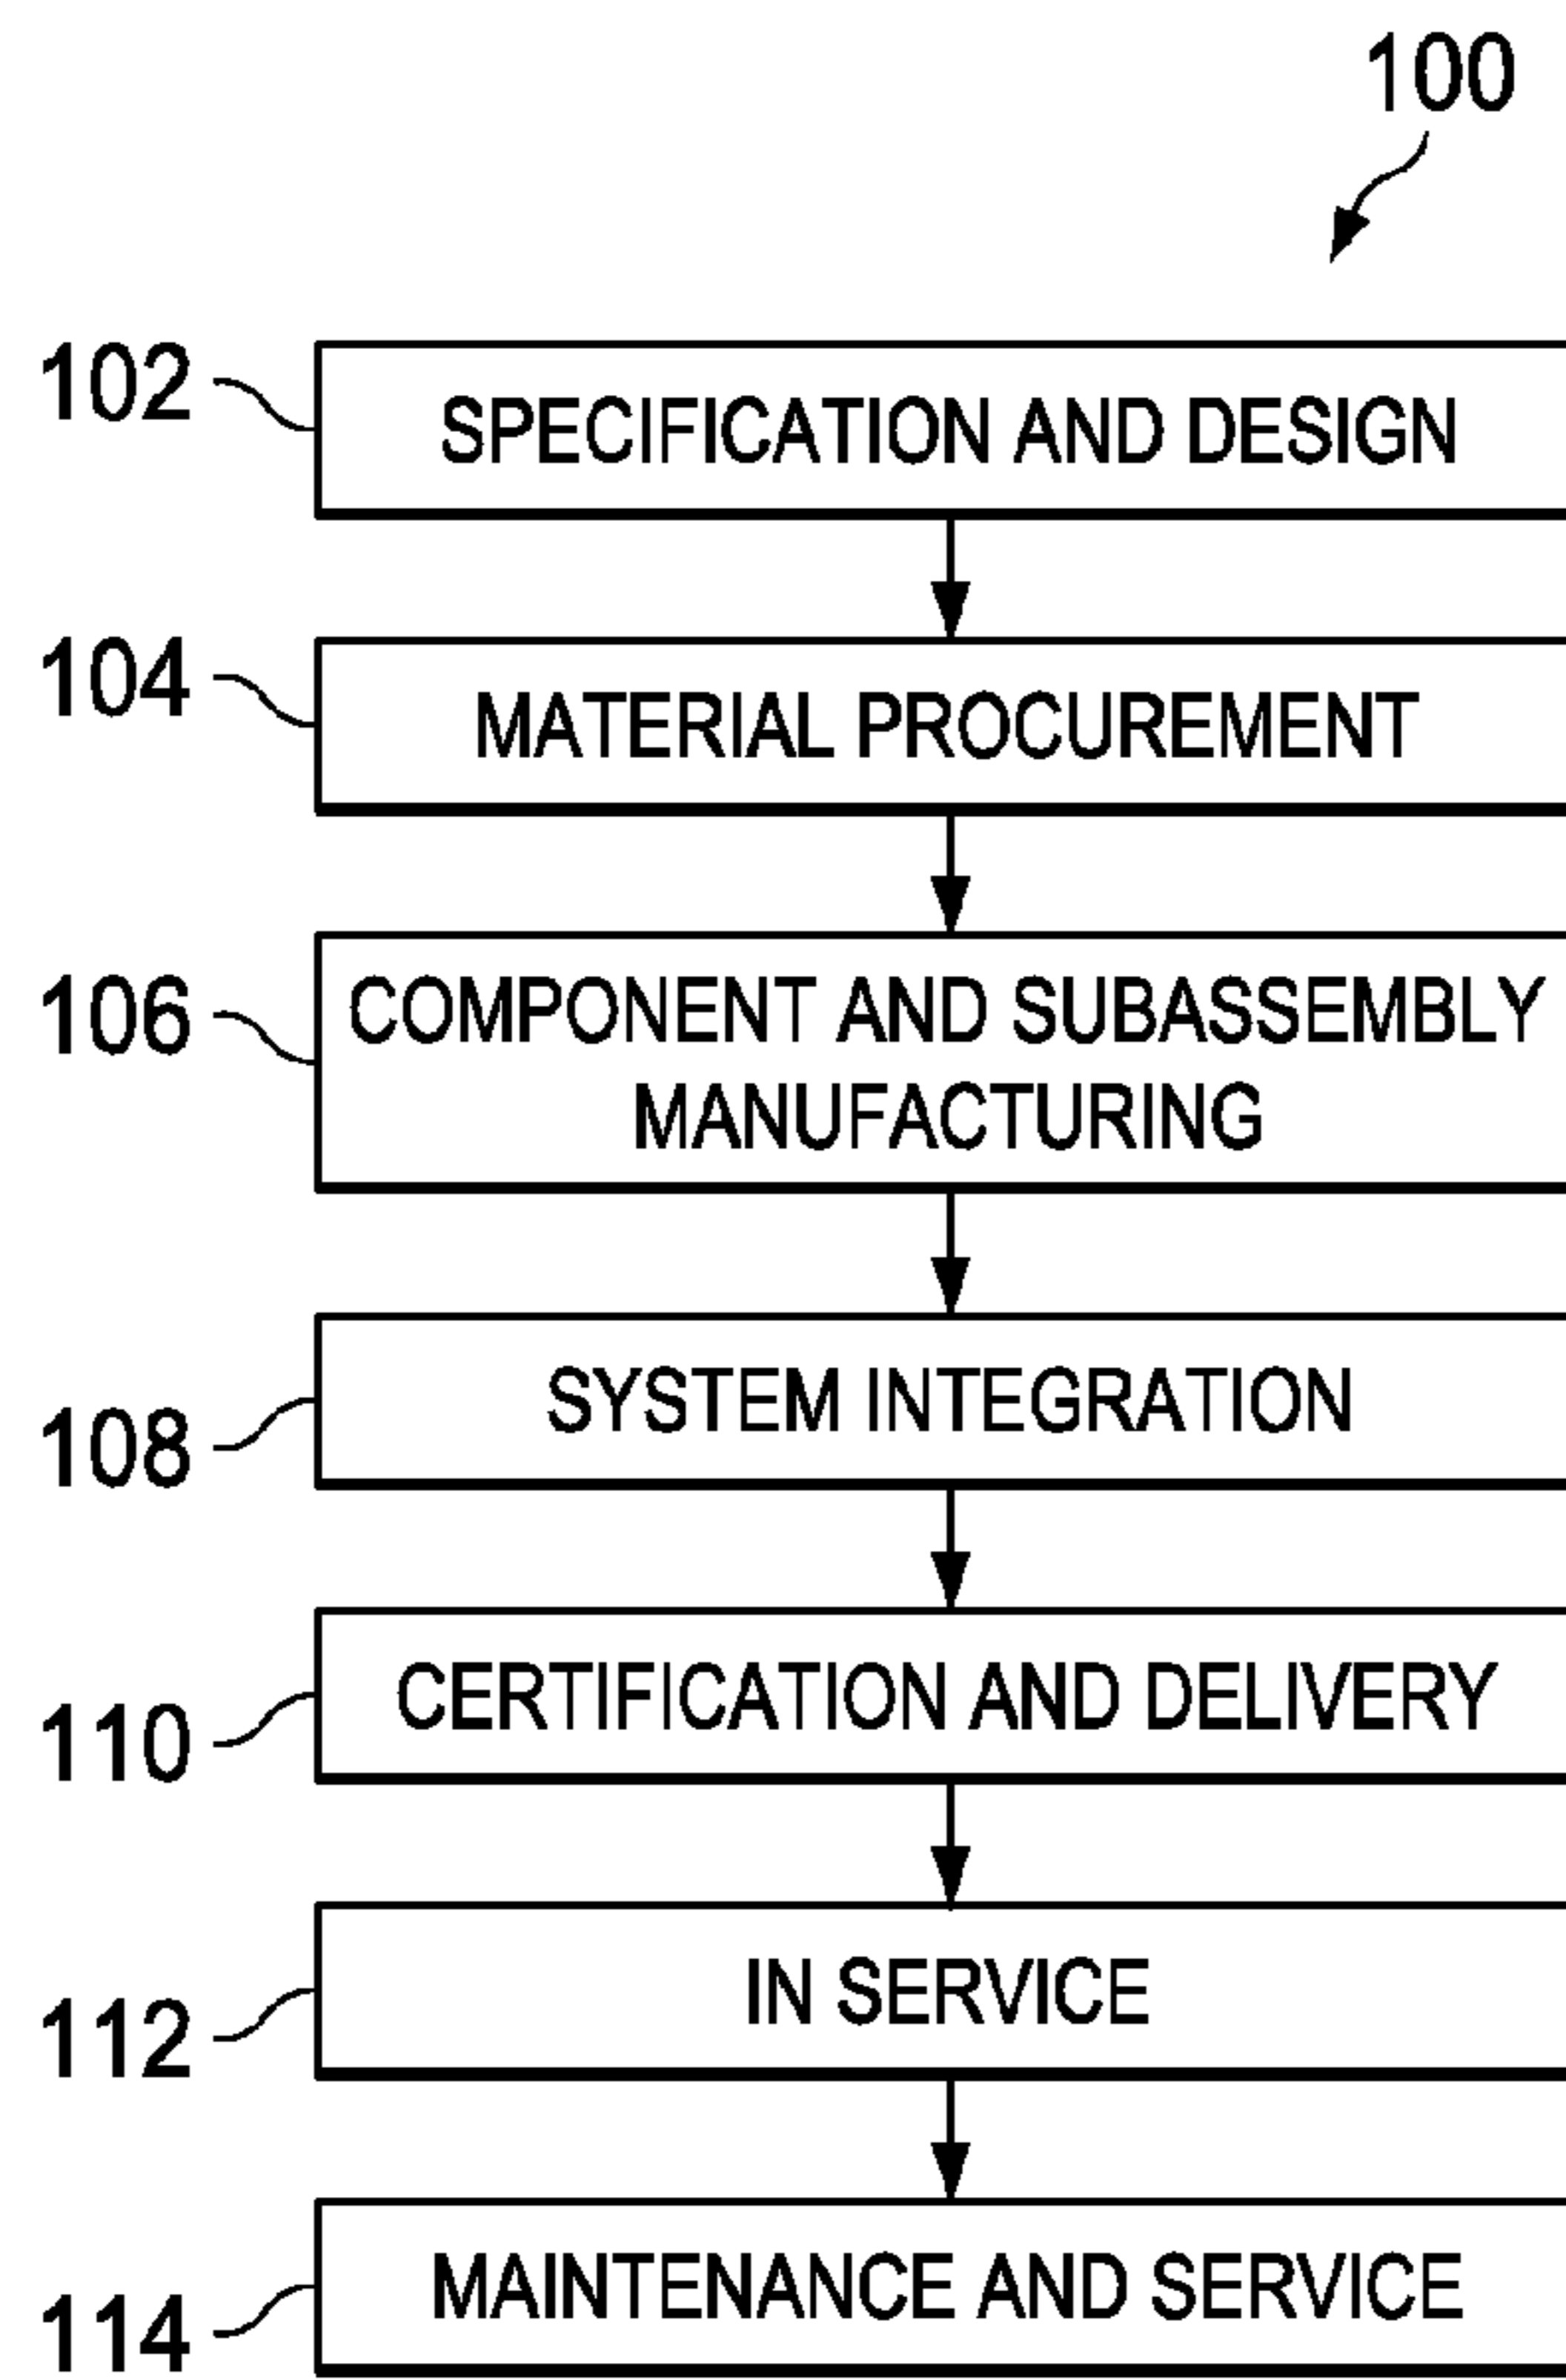 100
102 SPECIFICATION AND DESIGN
104 MATERIAL PROCUREMENT
106 COMPONENT AND SUBASSEMBLY
MANUFACTURING
108 SYSTEM INTEGRATION
110 CERTIFICATION AND DELIVERY
112 IN SERVICE
114 MAINTENANCE AND SERVICE